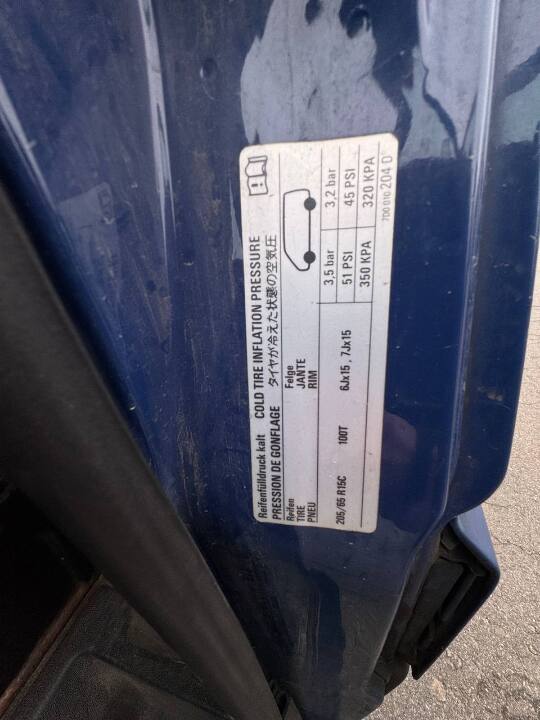 Reifenfülldruck kalt COLD TIRE INFLATION PRESSURE
PRESSION DE GONFLAGE タイヤが冷えた状態の空気圧
Reifen
TIRE
PNEU
Felge
JANTE
RIM
205/65 R15C 100T 6Jx15 , 7Jx15
3,5 bar 3,2 bar
51 PSI 45 PSI
350 KPA 320 KPA
7D0 010 204 D